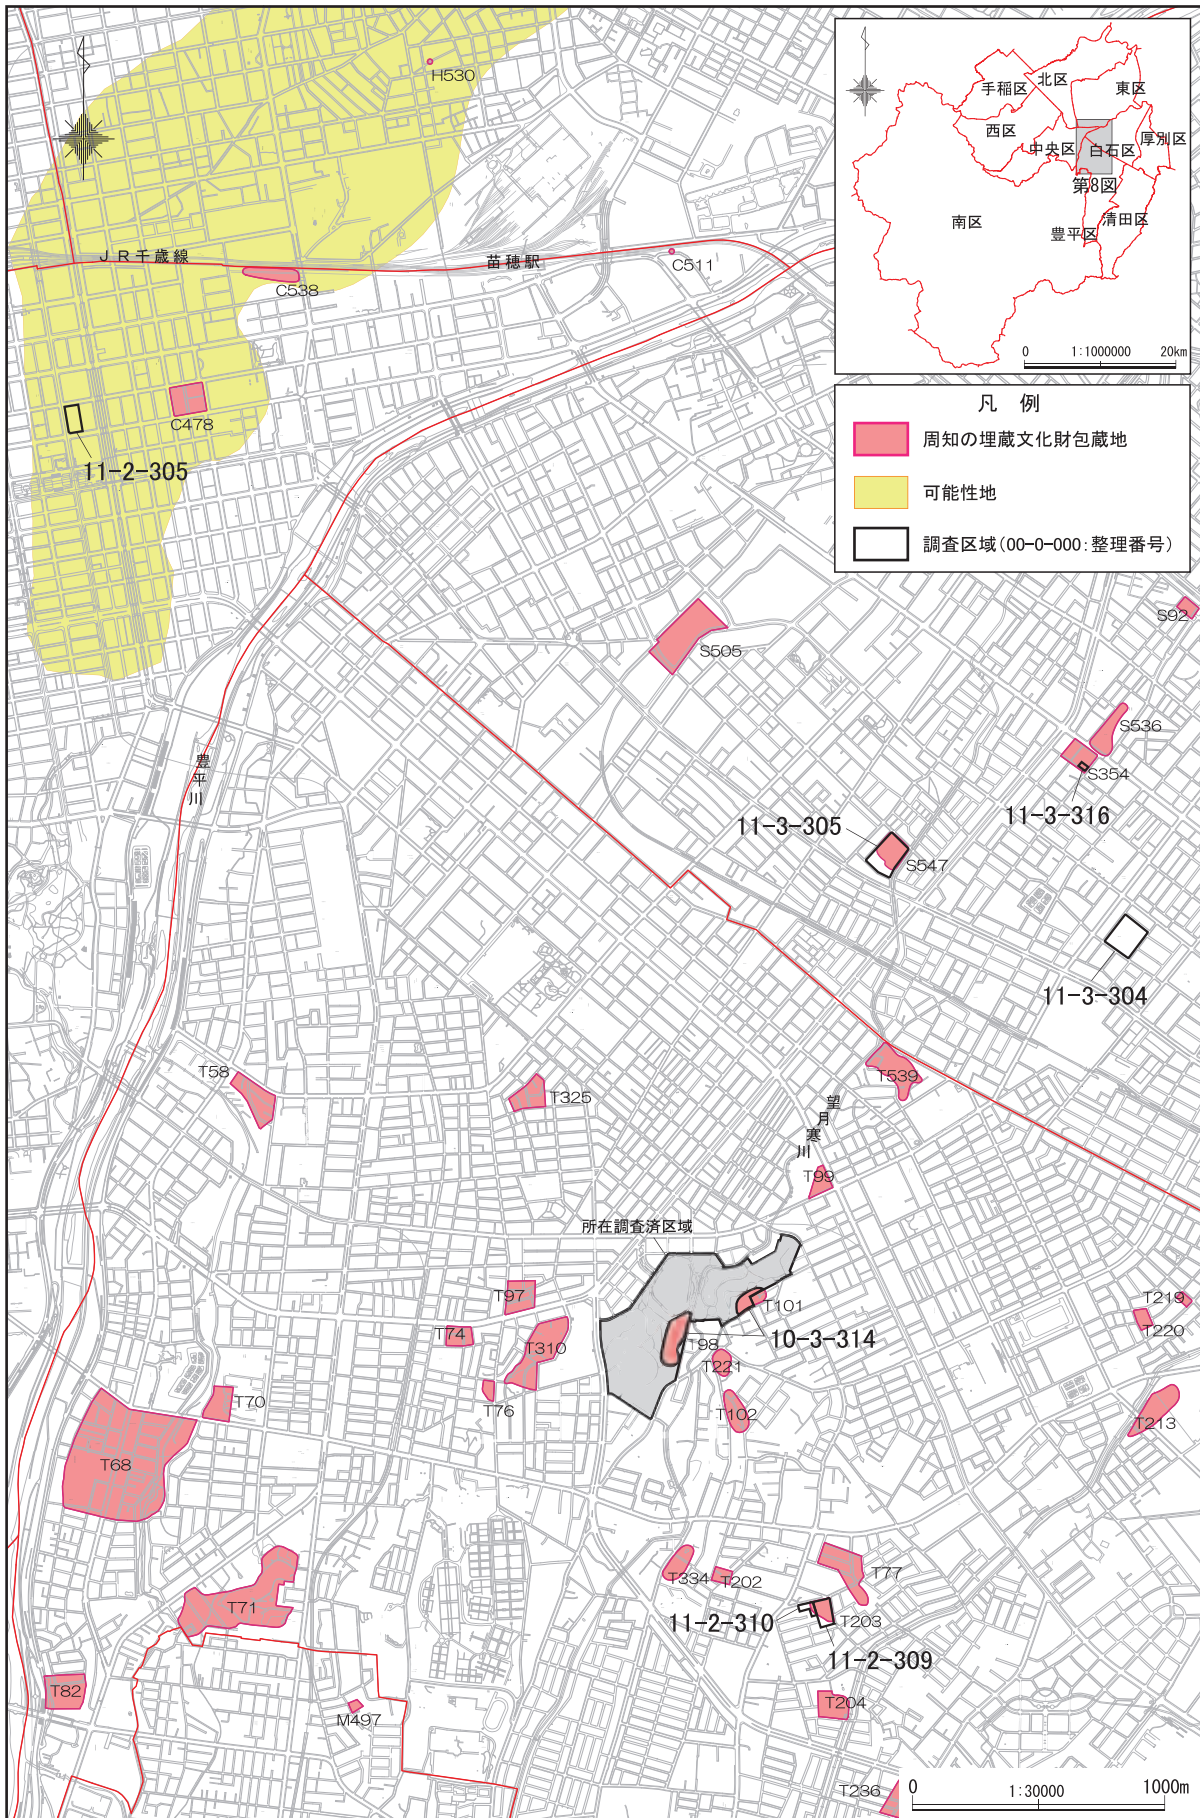 H530
JR千歳線
苗穂駅
C511
C538
C478
11-2-305
手稲区
北区
東区
西区
中央区
白石区
厚別区
第8図
南区
豊平区
清田区
0 1:1000000 20km
凡 例
周知の埋蔵文化財包蔵地
可能性地
調査区域(00-0-000:整理番号)
S92
S505
S536
S354
11-3-316
豊平川
11-3-305
S547
11-3-304
T58
T325
T539
望月寒川
T99
所在調査済区域
T97
T74
T310
T76
T101
T98
10-3-314
T221
T102
T219
T220
T213
T70
T68
T71
T334
T202
T77
11-2-310
T203
11-2-309
T82
M497
T204
T236
0 1:30000 1000m